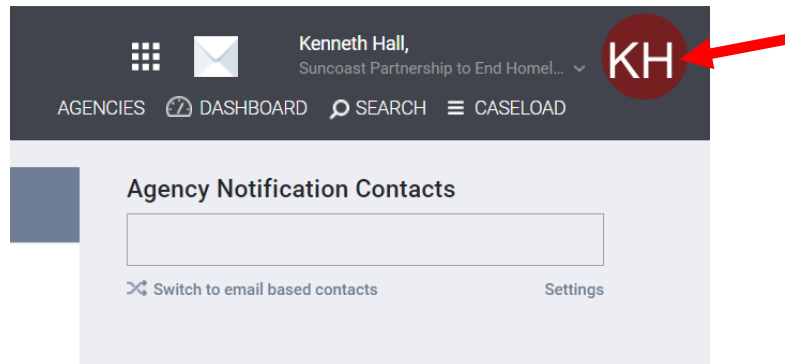 Kenneth Hall,
Suncoast Partnership to End Homel...
KH
AGENCIES DASHBOARD SEARCH CASELOAD
Agency Notification Contacts
Switch to email based contacts Settings